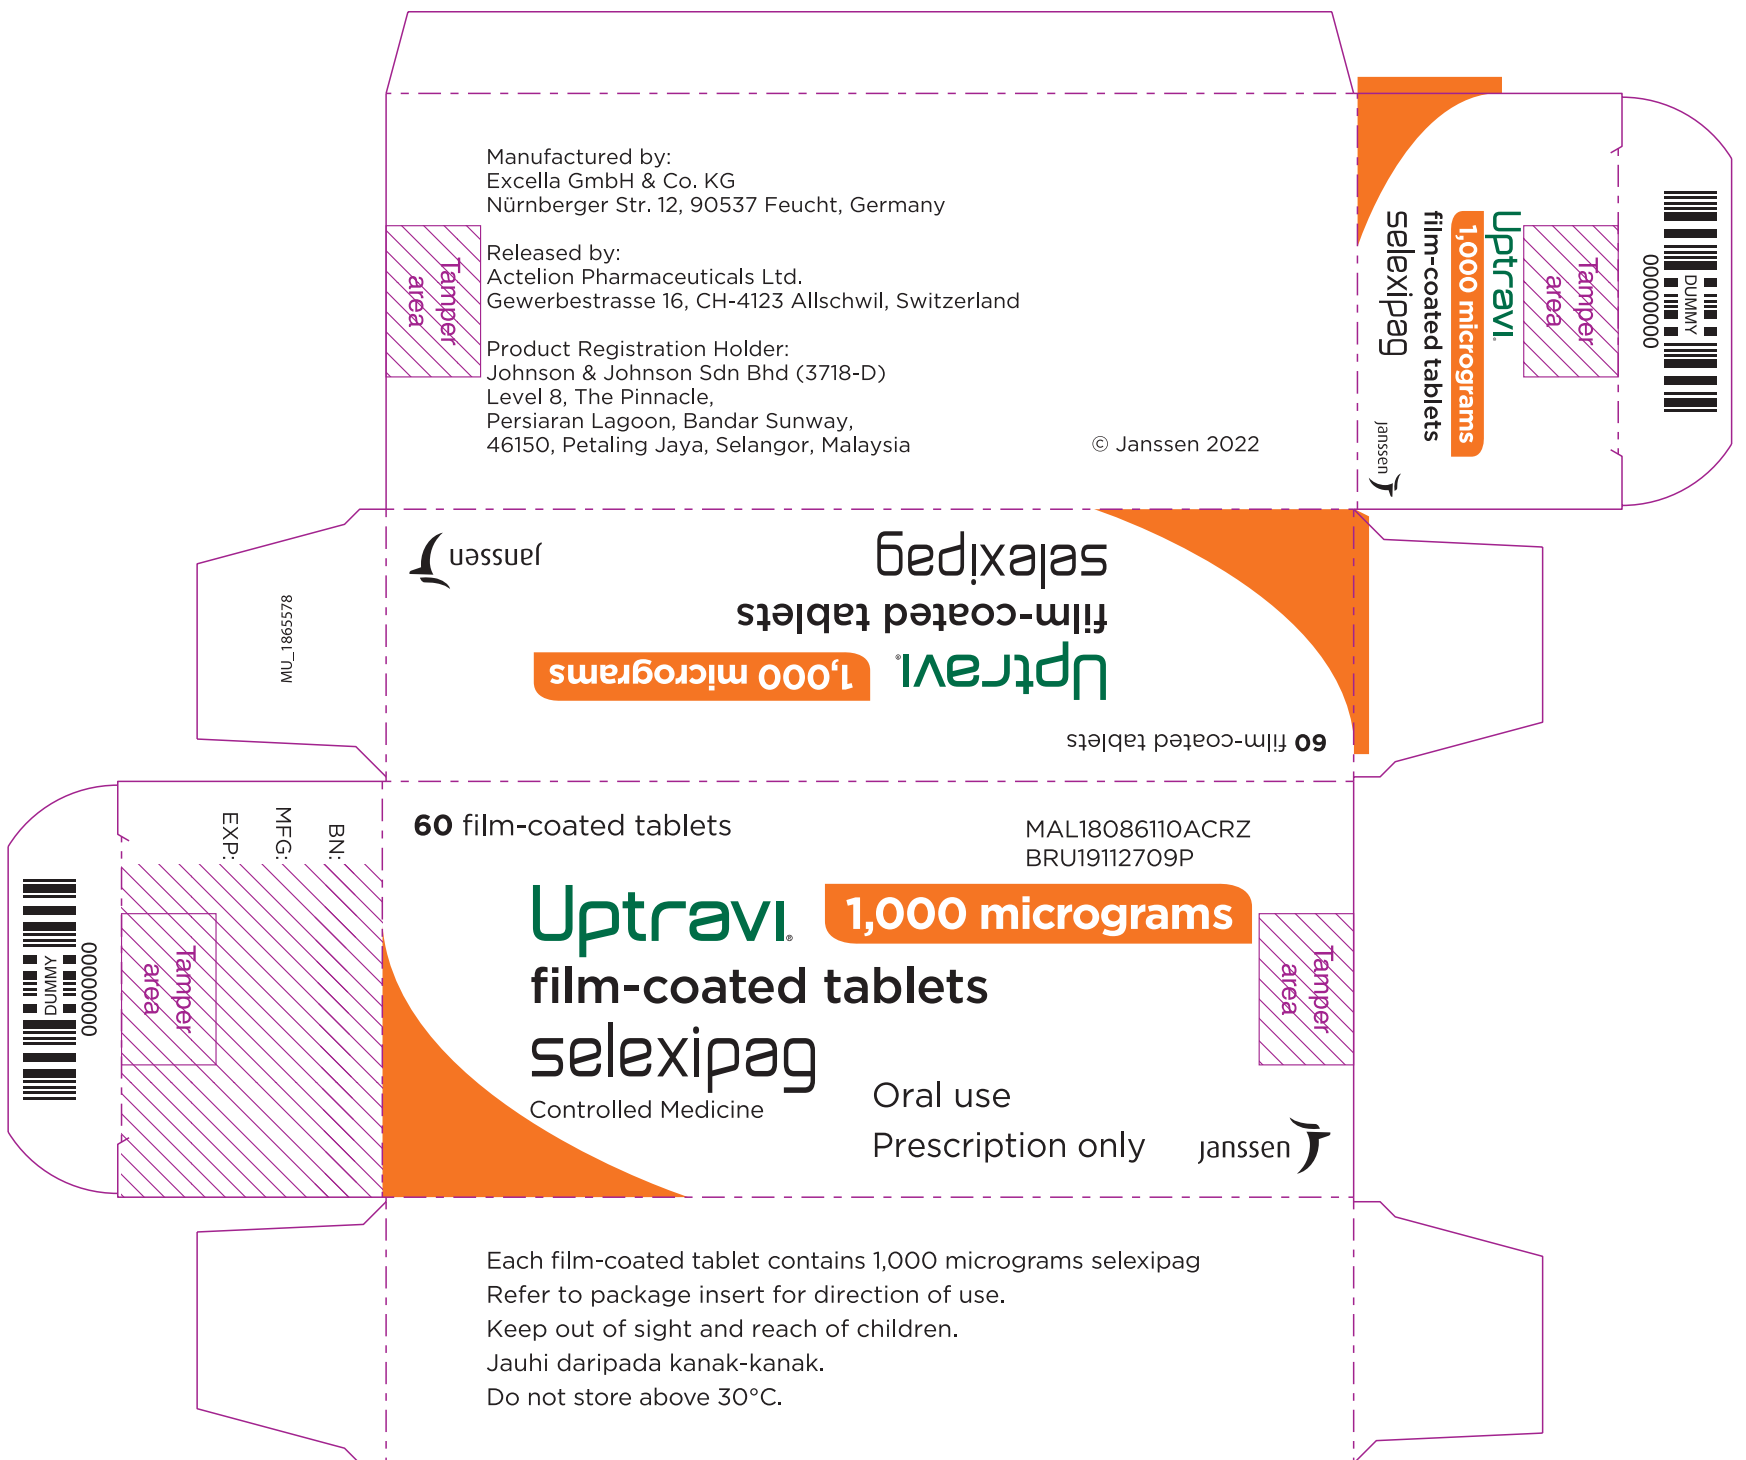 Manufactured by:
Excella GmbH & Co. KG
Nürnberger Str. 12, 90537 Feucht, Germany
Released by:
Actelion Pharmaceuticals Ltd.
Gewerbestrasse 16, CH-4123 Allschwil, Switzerland
Product Registration Holder:
Johnson & Johnson Sdn Bhd (3718-D)
Level 8, The Pinnacle,
Persiaran Lagoon, Bandar Sunway,
46150, Petaling Jaya, Selangor, Malaysia
© Janssen 2022
Tamper
area
Uptravi®
1,000 micrograms
film-coated tablets
selexipag
janssen
Tamper
area
DUMMY
00000000
60 film-coated tablets
Uptravi® 1,000 micrograms
film-coated tablets
selexipag
janssen
MU_1865578
BN:
MFG:
EXP:
Tamper
area
DUMMY
00000000
60 film-coated tablets
MAL18086110ACRZ
BRU19112709P
Uptravi® 1,000 micrograms
film-coated tablets
selexipag
Controlled Medicine
Oral use
Prescription only
janssen
Tamper
area
Each film-coated tablet contains 1,000 micrograms selexipag
Refer to package insert for direction of use.
Keep out of sight and reach of children.
Jauhi daripada kanak-kanak.
Do not store above 30°C.